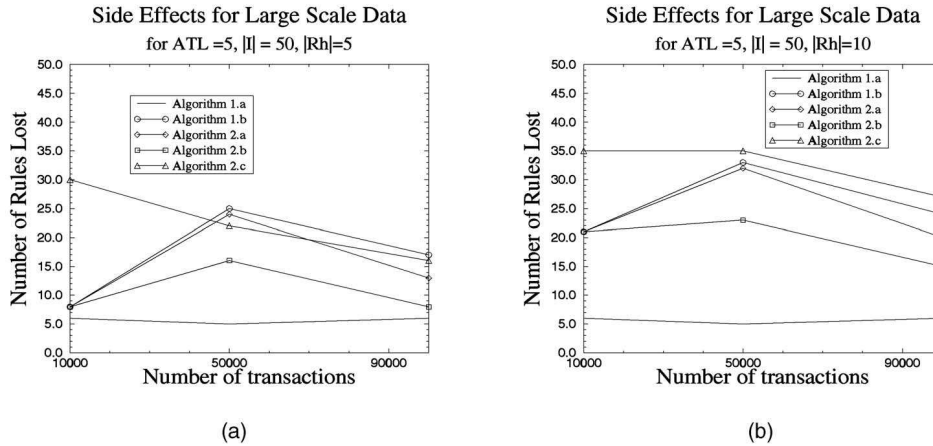 Side Effects for Large Scale Data
for ATL =5, |I| = 50, |Rh|=5
50.0
45.0
40.0
35.0
30.0
25.0
20.0
15.0
10.0
5.0
0.0
Number of Rules Lost
Algorithm 1.a
Algorithm 1.b
Algorithm 2.a
Algorithm 2.b
Algorithm 2.c
10000
50000
90000
Number of transactions
(a)
Side Effects for Large Scale Data
for ATL =5, |I| = 50, |Rh|=10
50.0
45.0
40.0
35.0
30.0
25.0
20.0
15.0
10.0
5.0
0.0
Number of Rules Lost
Algorithm 1.a
Algorithm 1.b
Algorithm 2.a
Algorithm 2.b
Algorithm 2.c
10000
50000
90000
Number of transactions
(b)